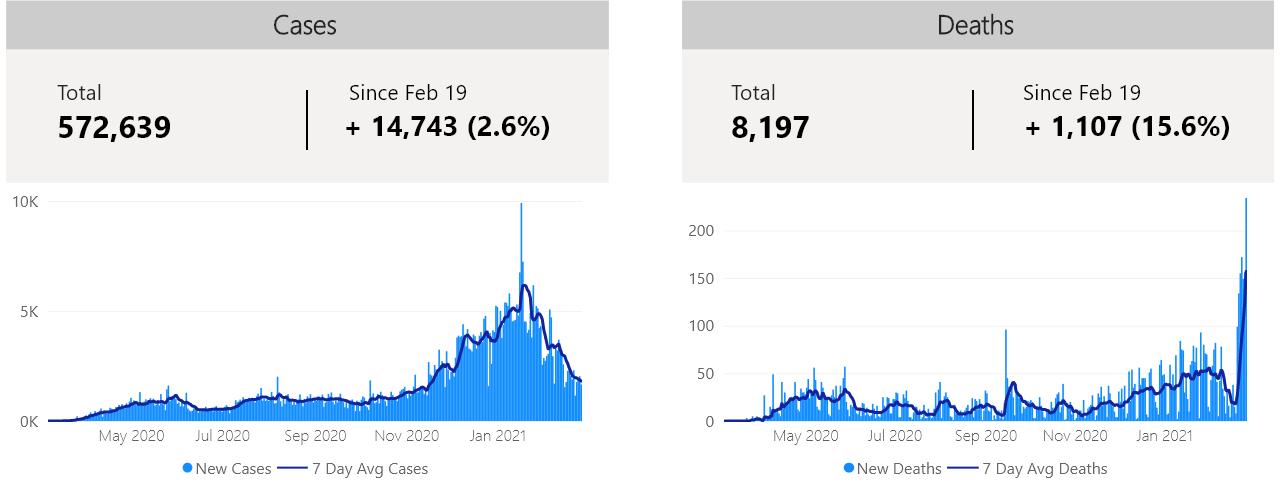 Cases
Total
572,639
Since Feb 19
+ 14,743 (2.6%)
10K
5K
0K
May 2020 Jul 2020 Sep 2020 Nov 2020 Jan 2021
New Cases 7 Day Avg Cases
Deaths
Total
8,197
Since Feb 19
+ 1,107 (15.6%)
200
150
100
50
0
May 2020 Jul 2020 Sep 2020 Nov 2020 Jan 2021
New Deaths 7 Day Avg Deaths